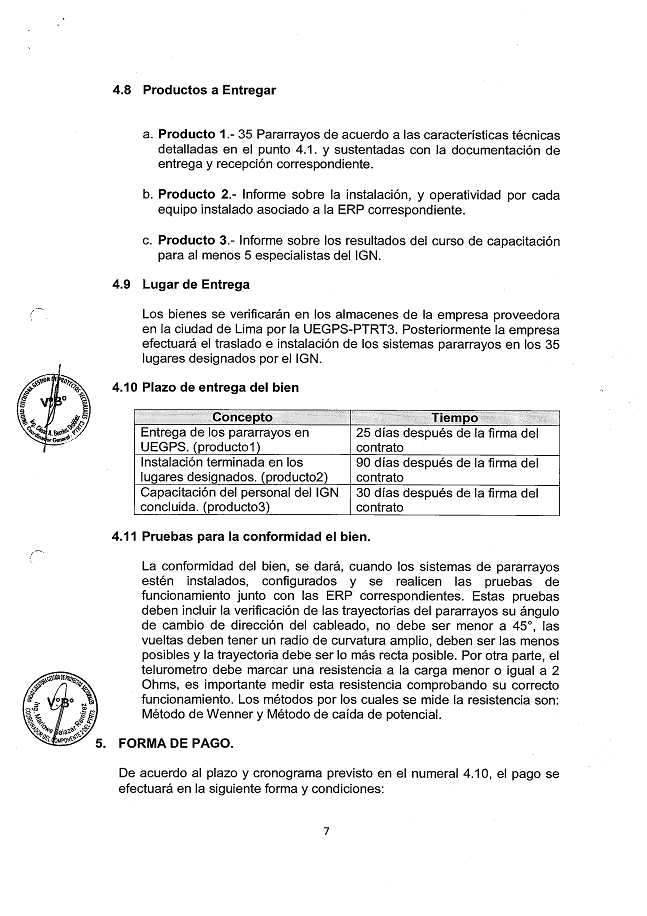 4.8 Productos a Entregar
a. Producto 1.- 35 Pararrayos de acuerdo a las características técnicas
detalladas en el punto 4.1. y sustentadas con la documentación de
entrega y recepción correspondiente.
b. Producto 2.- Informe sobre la instalación, y operatividad por cada
equipo instalado asociado a la ERP correspondiente.
c. Producto 3.- Informe sobre los resultados del curso de capacitación
para al menos 5 especialistas del IGN.
4.9 Lugar de Entrega
Los bienes se verificarán en los almacenes de la empresa proveedora
en la ciudad de Lima por la UEGPS-PTRT3. Posteriormente la empresa
efectuará el traslado e instalación de los sistemas pararrayos en los 35
lugares designados por el IGN.
V°B°
4.10 Plazo de entrega del bien
Concepto Tiempo
Entrega de los pararrayos en 25 días después de la firma del
UEGPS. (producto1) contrato
Instalación terminada en los 90 días después de la firma del
lugares designados. (producto2) contrato
Capacitación del personal del IGN 30 días después de la firma del
concluida. (producto3) contrato
4.11 Pruebas para la conformidad el bien.
La conformidad del bien, se dará, cuando los sistemas de pararrayos
estén instalados, configurados y se realicen las pruebas de
funcionamiento junto con las ERP correspondientes. Estas pruebas
deben incluir la verificación de las trayectorias del pararrayos su ángulo
de cambio de dirección del cableado, no debe ser menor a 45°, las
vueltas deben tener un radio de curvatura amplio, deben ser las menos
posibles y la trayectoria debe ser lo más recta posible. Por otra parte, el
telurometro debe marcar una resistencia a la carga menor o igual a 2
Ohms, es importante medir esta resistencia comprobando su correcto
funcionamiento. Los métodos por los cuales se mide la resistencia son:
Método de Wenner y Método de caída de potencial.
V°B°
5. FORMA DE PAGO.
De acuerdo al plazo y cronograma previsto en el numeral 4.10, el pago se
efectuará en la siguiente forma y condiciones:
7